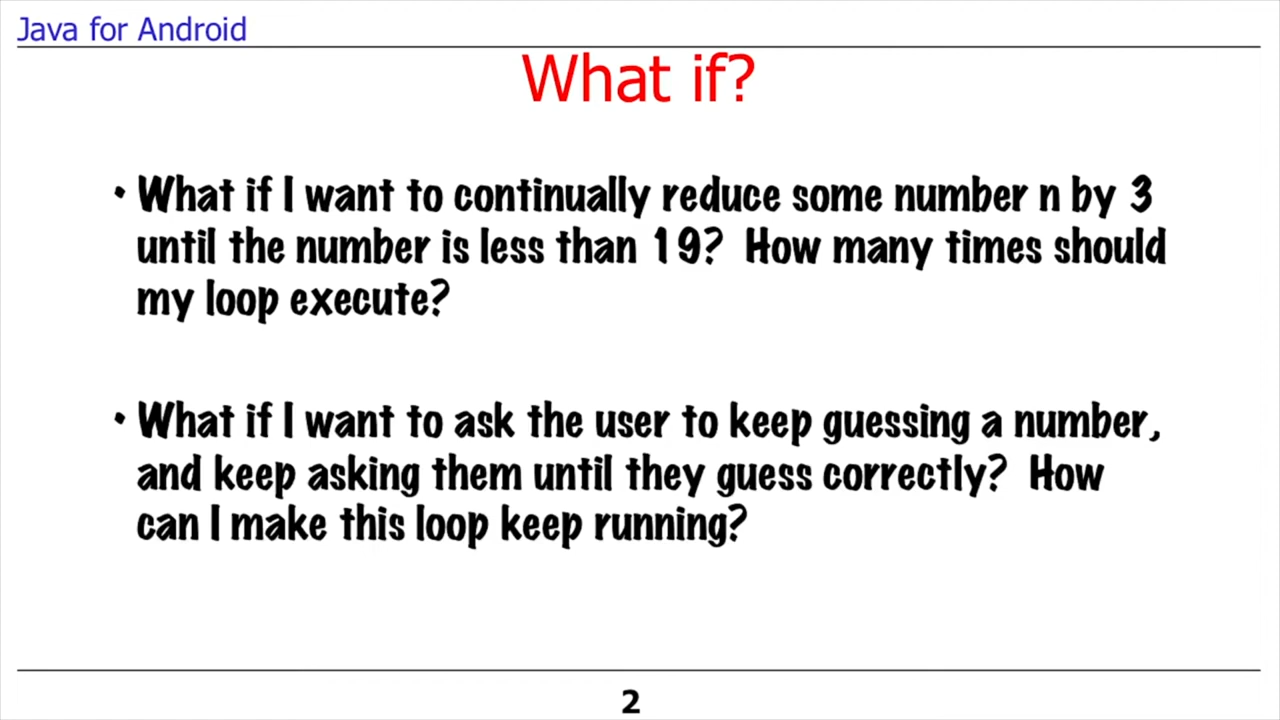 Java for Android
What if?
• What if I want to continually reduce some number n by 3
until the number is less than 19? How many times should
my loop execute?
• What if I want to ask the user to keep guessing a number,
and keep asking them until they guess correctly? How
can I make this loop keep running?
2